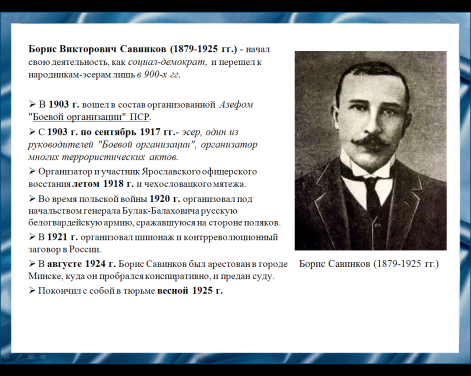 Борис Викторович Савинков (1879-1925 гг.) - начал
свою деятельность, как социал-демократ, и перешел к
народникам-эсерам лишь в 900-х гг.
➢ В 1903 г. вошел в состав организованной Азефом
"Боевой организации" ПСР.
➢ С 1903 г. по сентябрь 1917 гг.- эсер, один из
руководителей "Боевой организации", организатор
многих террористических актов.
➢ Организатор и участник Ярославского офицерского
восстания летом 1918 г. и чехословацкого мятежа.
➢ Во время польской войны 1920 г. организовал под
начальством генерала Булак-Балаховича русскую
белогвардейскую армию, сражавшуюся на стороне поляков.
➢ В 1921 г. организовал шпионаж и контрреволюционный
заговор в России.
➢ В августе 1924 г. Борис Савинков был арестован в городе
Минске, куда он пробрался конспиративно, и предан суду.
➢ Покончил с собой в тюрьме весной 1925 г.
Борис Савинков (1879-1925 гг.)